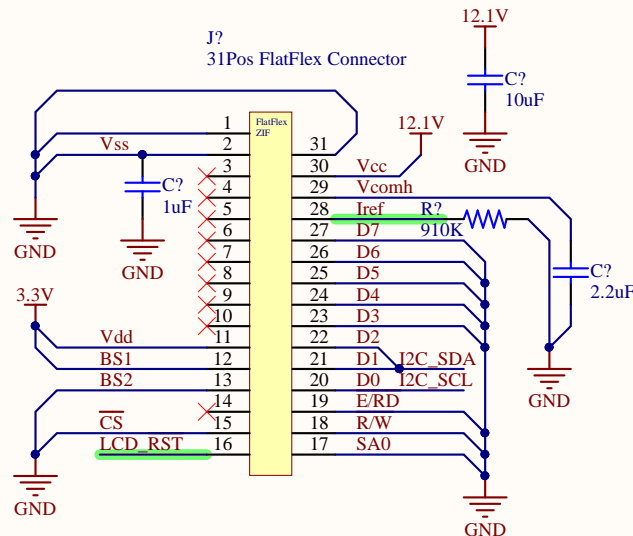 12.1V
C?
10uF
GND
J?
31Pos FlatFlex Connector
FlatFlex
ZIF
1
Vss 2
3
4
5
6
7
8
9
10
Vdd 11
BS1 12
BS2 13
14
CS 15
LCD_RST 16
31
30 Vcc 12.1V
29 Vcomh
28 Iref R?
27 D7 910K
26 D6
25 D5
24 D4
23 D3
22 D2
21 D1 I2C_SDA
20 D0 I2C_SCL
19 E/RD
18 R/W
17 SA0
C?
1uF
GND
GND
3.3V
GND
C?
2.2uF
GND
GND